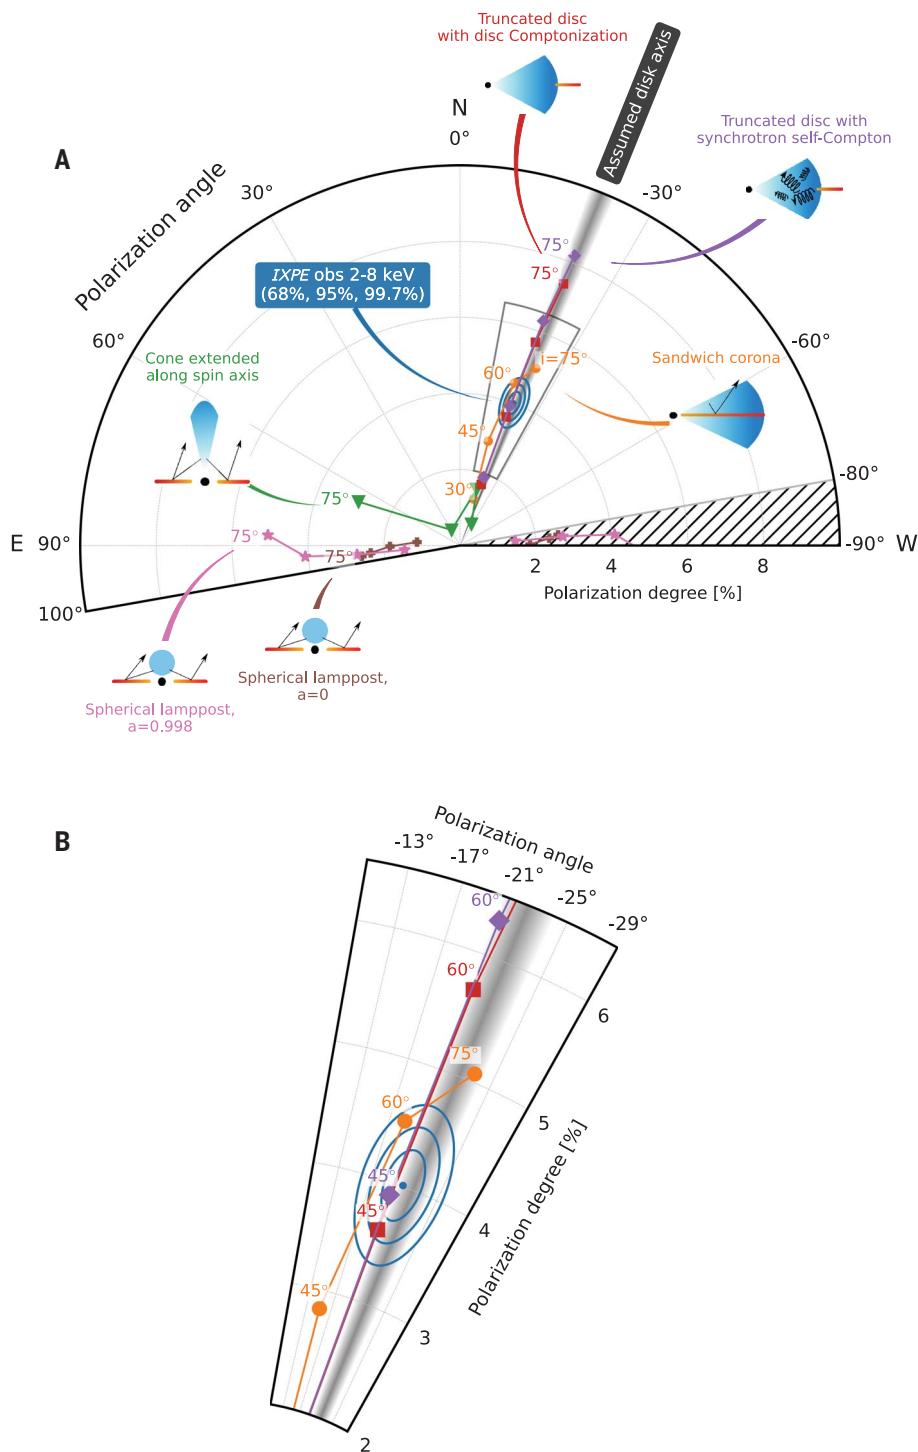 Truncated disc
with disc Comptonization
Assumed disk axis
N
0°
Truncated disc with
synchrotron self-Compton
A
Polarization angle
30°
-30°
75°
75°
IXPE obs 2-8 keV
(68%, 95%, 99.7%)
60°
-60°
Cone extended
along spin axis
i=75°
60°
Sandwich corona
45°
-80°
30°
75°
75°
E
90°
75°
-90°
W
2
4
6
8
Polarization degree [%]
100°
Spherical lamppost,
a=0
Spherical lamppost,
a=0.998
B
Polarization angle
-13°
-17°
-21°
-25°
-29°
60°
60°
6
75°
60°
5
45°
45°
4
Polarization degree [%]
45°
3
2